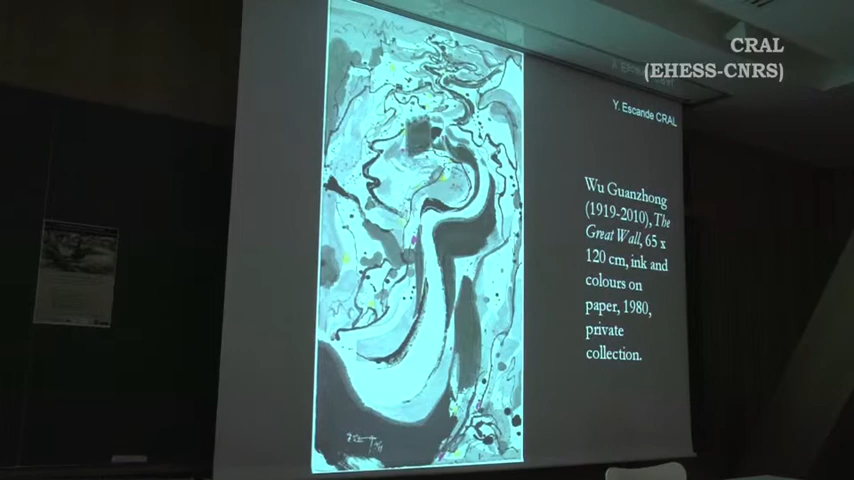 CRAL
(EHESS-CNRS)
Y. Escande CRAL
Wu Guanzhong
(1919-2010), The
Great Wall, 65 x
120 cm, ink and
colours on
paper, 1980,
private
collection.